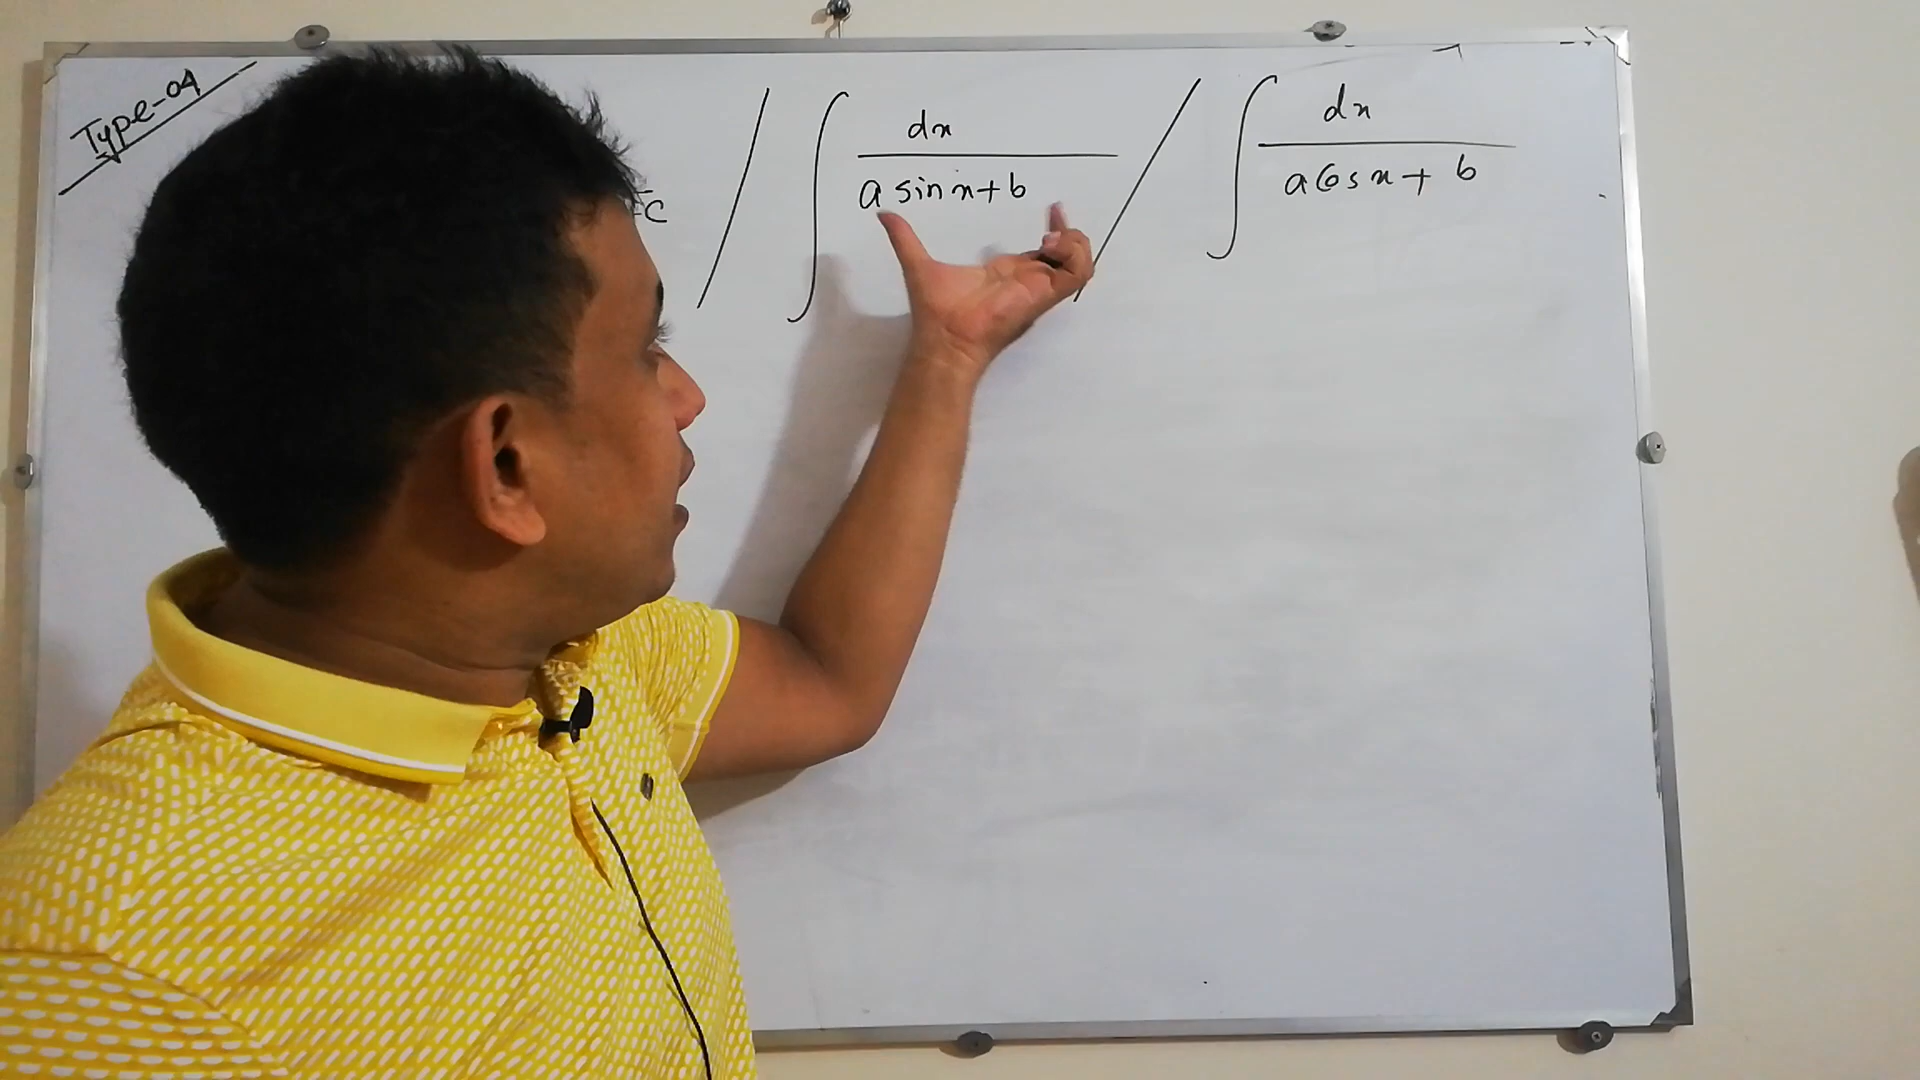 Type-04
+c / ∫ dx / (a sin x + b) / ∫ dx / (a cos x + b)